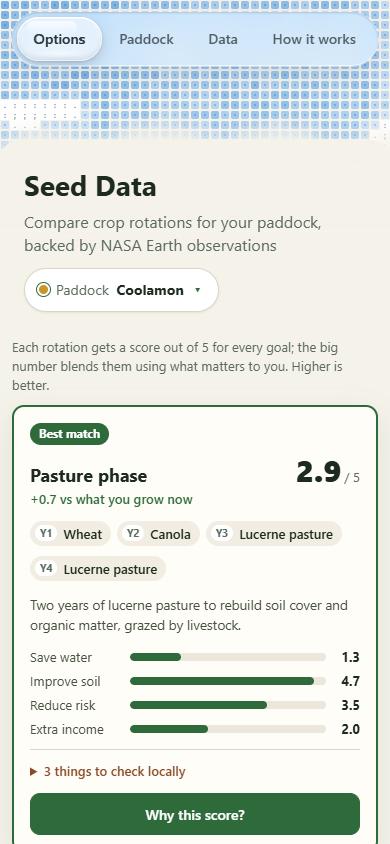 Options
Paddock
Data
How it works
Seed Data
Compare crop rotations for your paddock,
backed by NASA Earth observations
Paddock Coolamon ▾
Each rotation gets a score out of 5 for every goal; the big
number blends them using what matters to you. Higher is
better.
Best match
Pasture phase 2.9 / 5
+0.7 vs what you grow now
Y1 Wheat Y2 Canola Y3 Lucerne pasture
Y4 Lucerne pasture
Two years of lucerne pasture to rebuild soil cover and
organic matter, grazed by livestock.
Save water 1.3
Improve soil 4.7
Reduce risk 3.5
Extra income 2.0
▶ 3 things to check locally
Why this score?